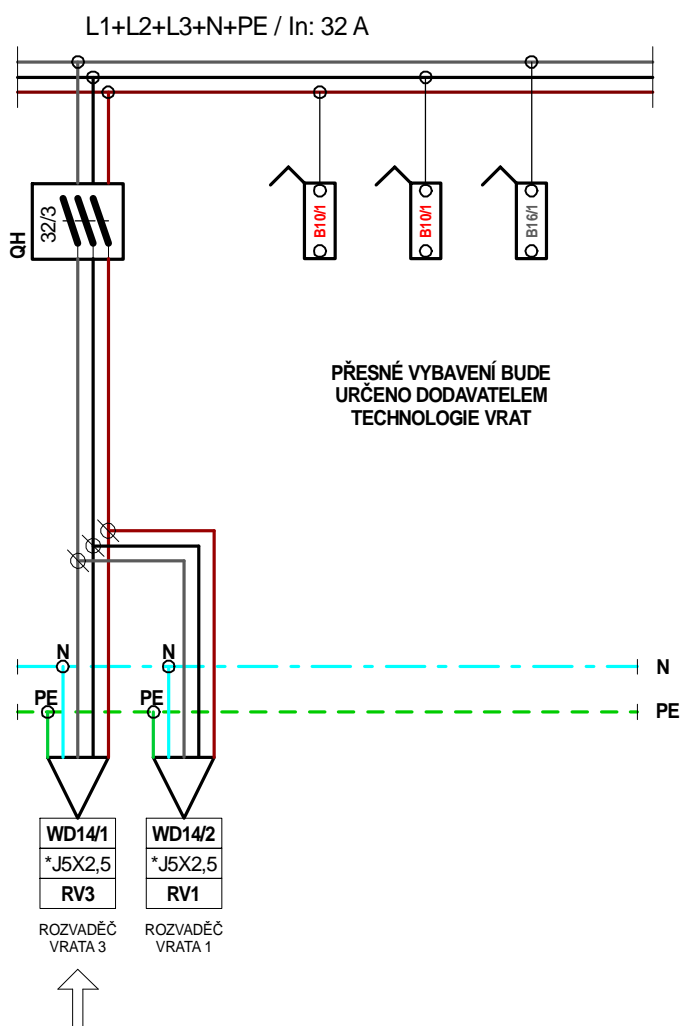 L1+L2+L3+N+PE / In: 32 A
QH
32/3
B10/1
B10/1
B16/1
PŘESNÉ VYBAVENÍ BUDE
URČENO DODAVATELEM
TECHNOLOGIE VRAT
N
N
N
PE
PE
PE
WD14/1
*J5X2,5
RV3
ROZVADĚČ
VRATA 3
WD14/2
*J5X2,5
RV1
ROZVADĚČ
VRATA 1